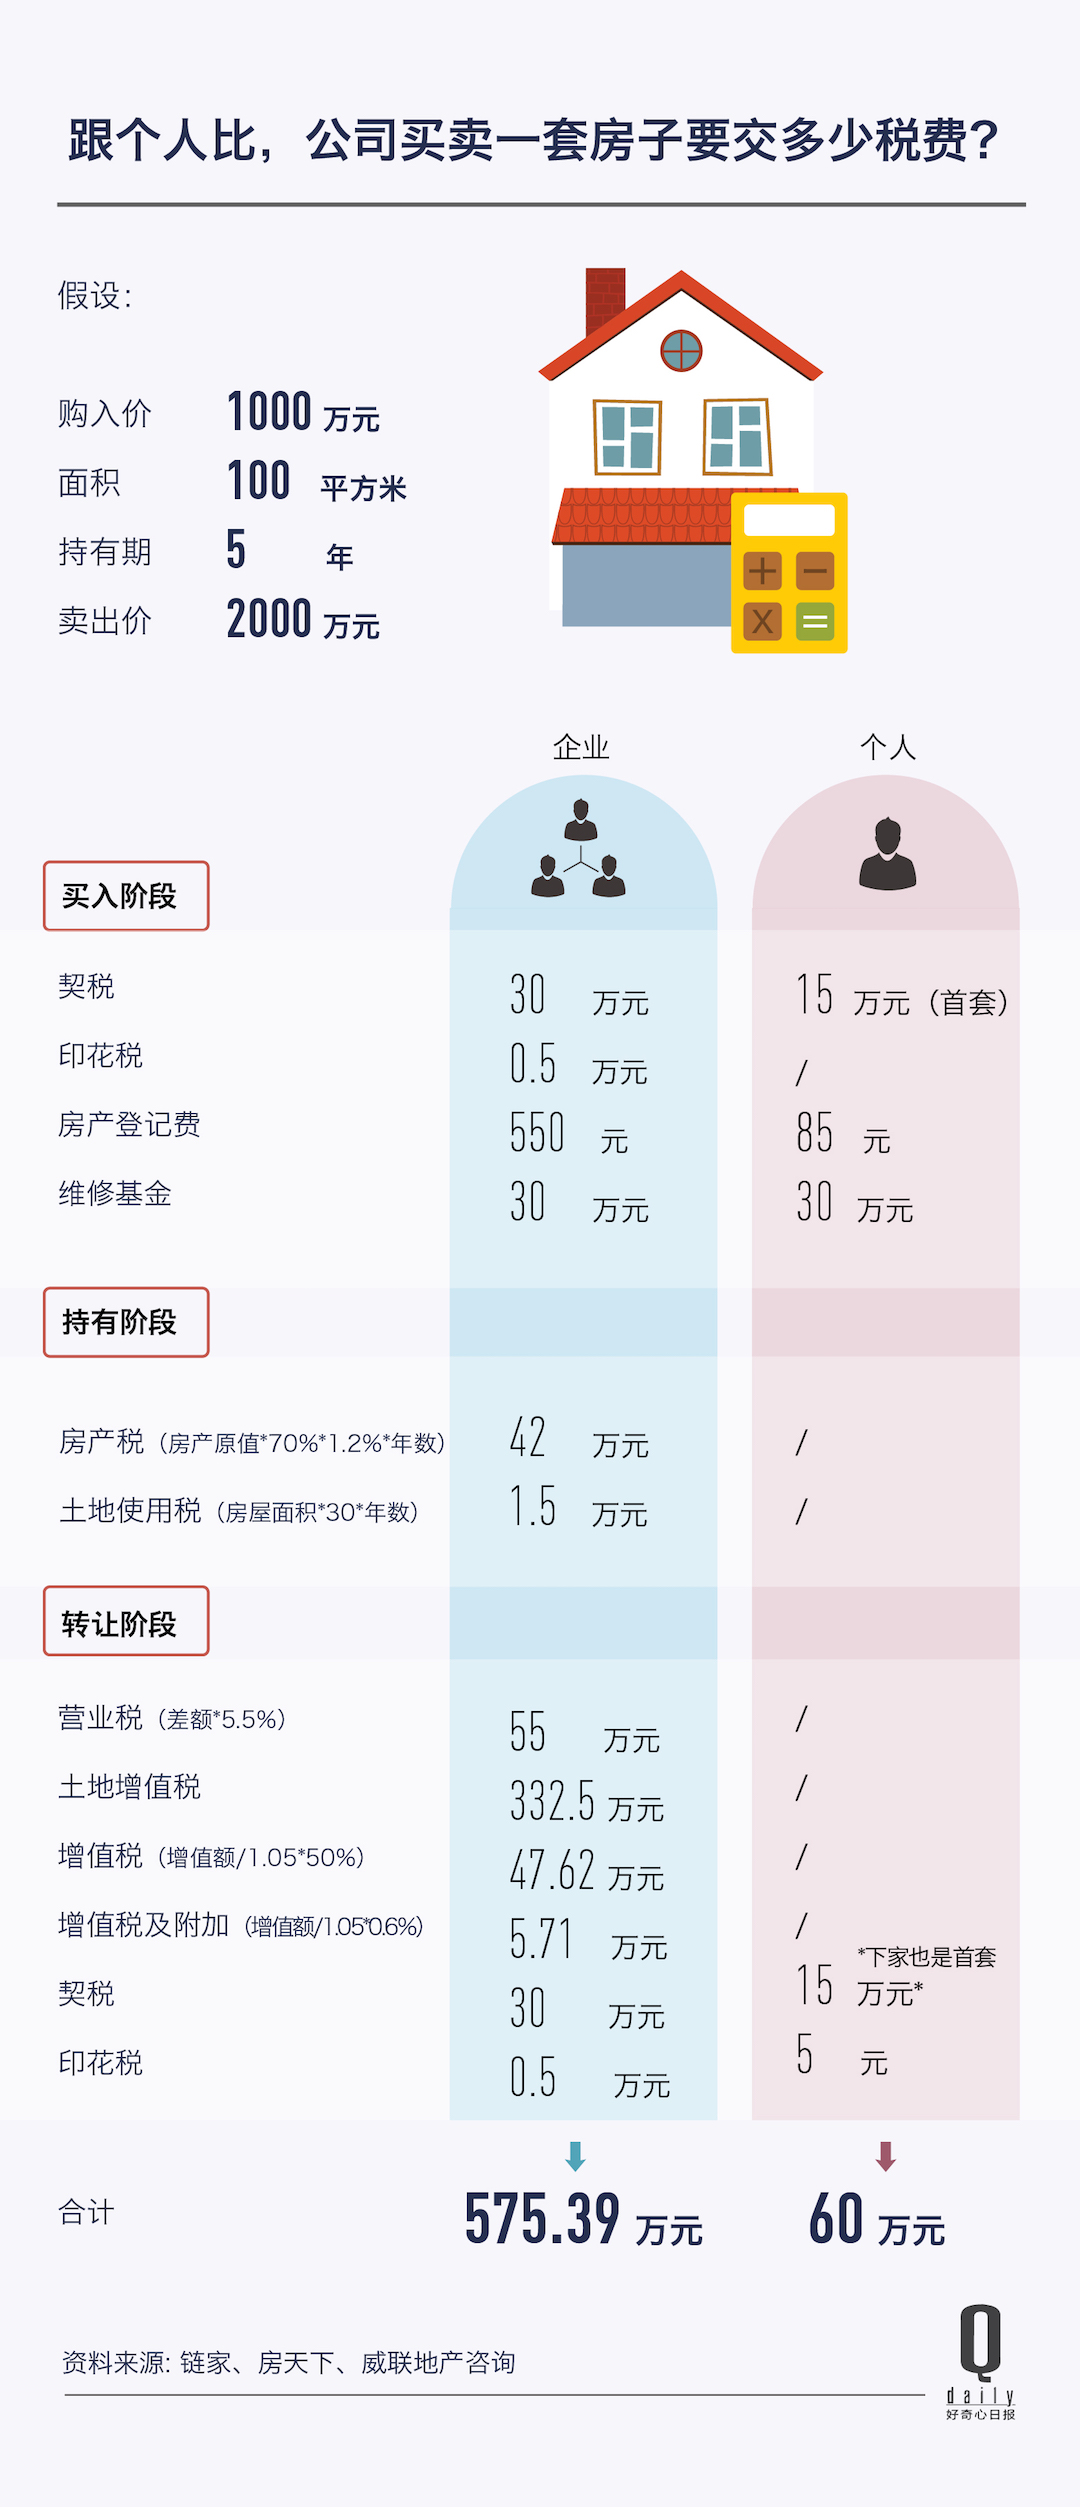 跟个人比，公司买卖一套房子要交多少税费？
假设：
购入价 1000 万元
面积 100 平方米
持有期 5 年
卖出价 2000 万元
企业 个人
买入阶段
契税 30 万元 15 万元（首套）
印花税 0.5 万元 /
房产登记费 550 元 85 元
维修基金 30 万元 30 万元
持有阶段
房产税（房产原值*70%*1.2%*年数） 42 万元 /
土地使用税（房屋面积*30*年数） 1.5 万元 /
转让阶段
营业税（差额*5.5%） 55 万元 /
土地增值税 332.5 万元 /
增值税（增值额/1.05*50%） 47.62 万元 /
增值税及附加（增值额/1.05*0.6%） 5.71 万元 /
*下家也是首套
契税 30 万元 15 万元*
印花税 0.5 万元 5 元
合计 575.39 万元 60 万元
资料来源: 链家、房天下、威联地产咨询
Q
daily
好奇心日报